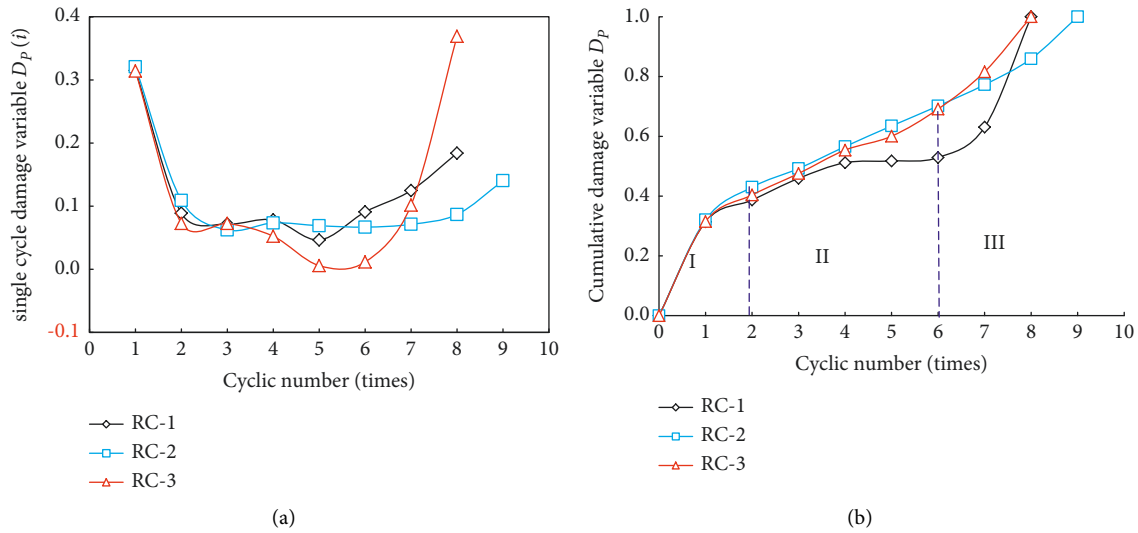 single cycle damage variable D_P (i)
0.4
0.3
0.2
0.1
0.0
-0.1
0 1 2 3 4 5 6 7 8 9 10
Cyclic number (times)
RC-1
RC-2
RC-3
(a)
Cumulative damage variable D_P
1.0
0.8
0.6
0.4
0.2
0.0
I
II
III
0 1 2 3 4 5 6 7 8 9 10
Cyclic number (times)
RC-1
RC-2
RC-3
(b)